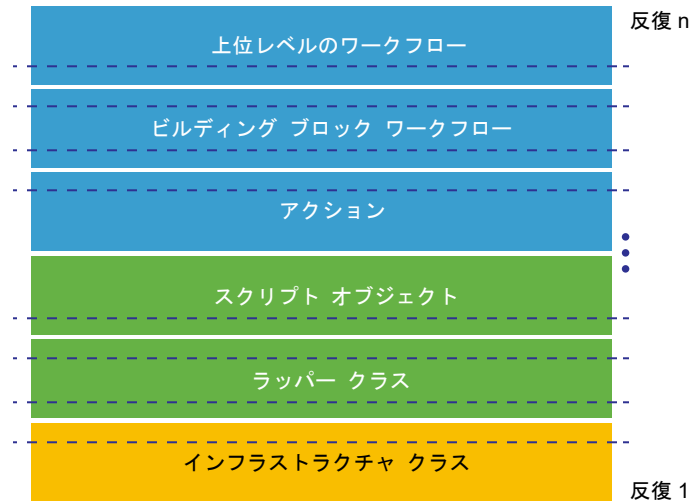 反復 n
上位レベルのワークフロー
ビルディング ブロック ワークフロー
アクション
スクリプト オブジェクト
ラッパー クラス
インフラストラクチャ クラス
反復 1